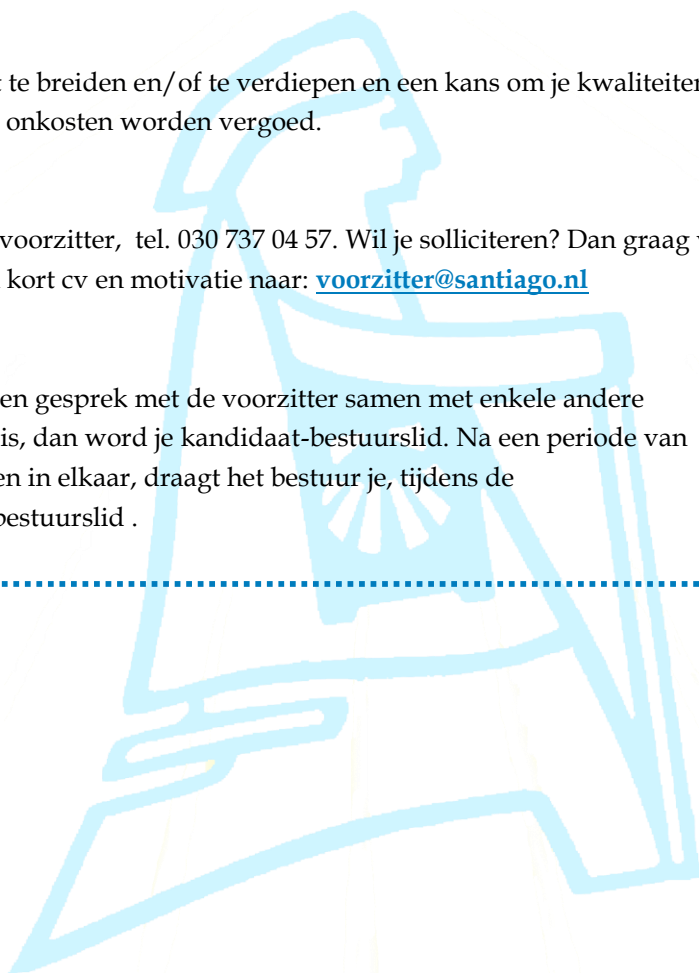 te breiden en/of te verdiepen en een kans om je kwaliteiten
onkosten worden vergoed.
voorzitter, tel. 030 737 04 57. Wil je solliciteren? Dan graag
kort cv en motivatie naar: voorzitter@santiago.nl
en gesprek met de voorzitter samen met enkele andere
is, dan word je kandidaat-bestuurslid. Na een periode van
en in elkaar, draagt het bestuur je, tijdens de
bestuurslid .